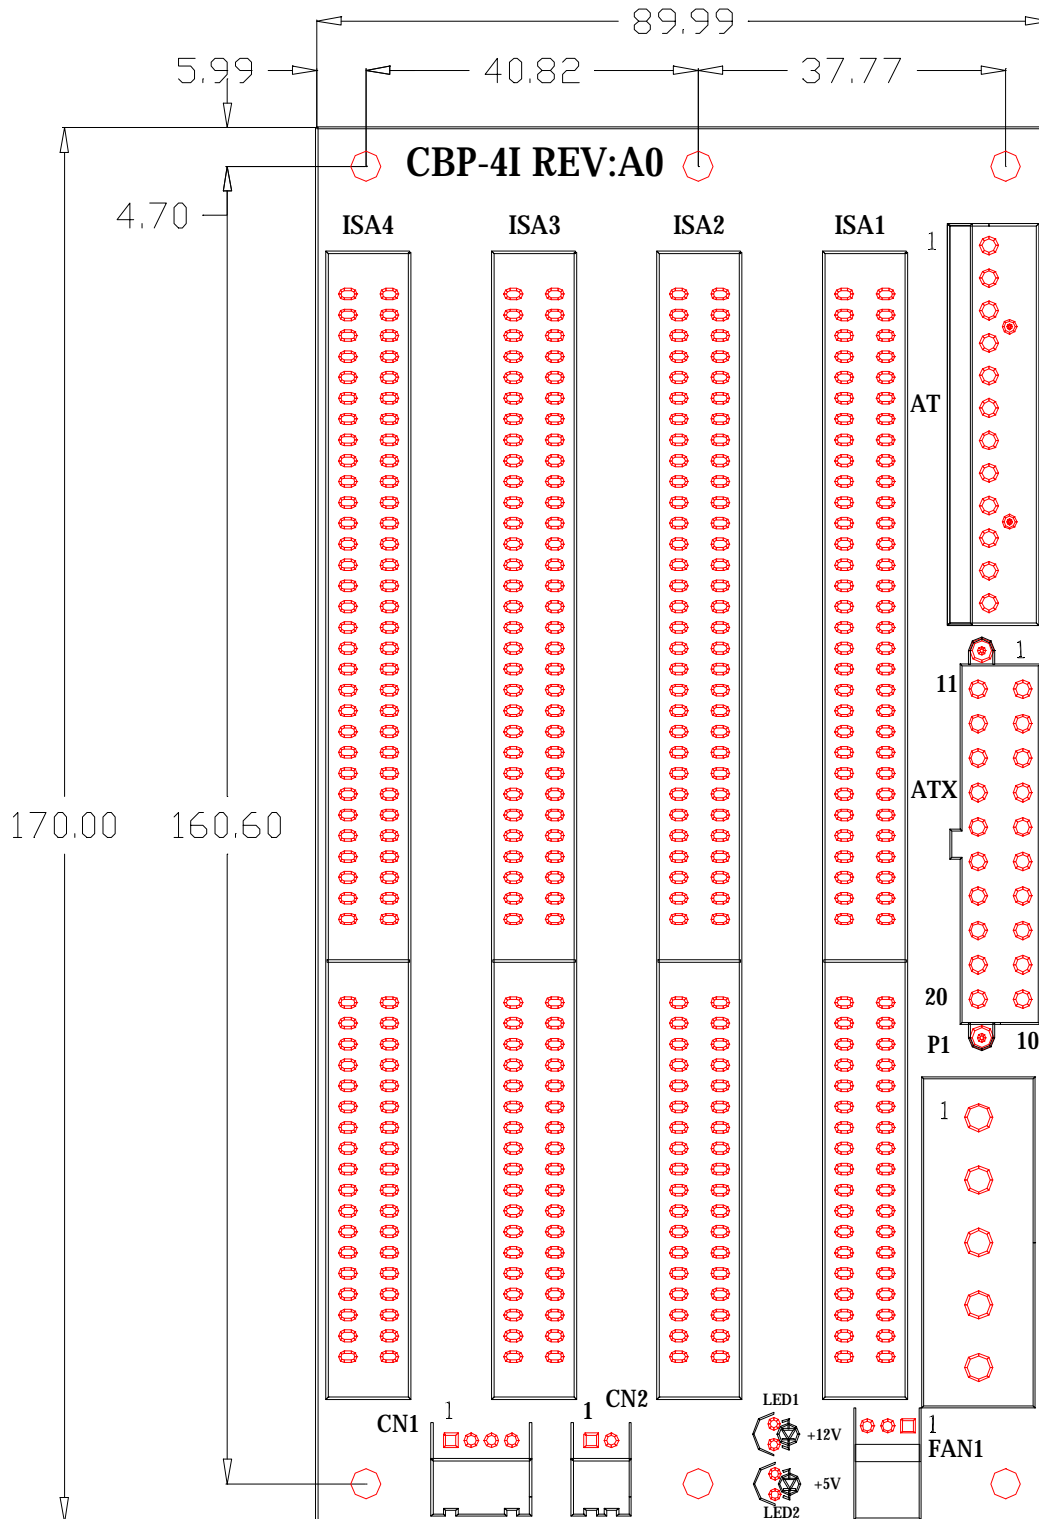 89.99
5.99 40.82 37.77
CBP-4I REV:A0
4.70
ISA4 ISA3 ISA2 ISA1 1
AT
1
11
ATX
170.00 160.60
20
P1 10
1
LED1
CN1 1 1 CN2
+12V 1
FAN1
+5V
LED2